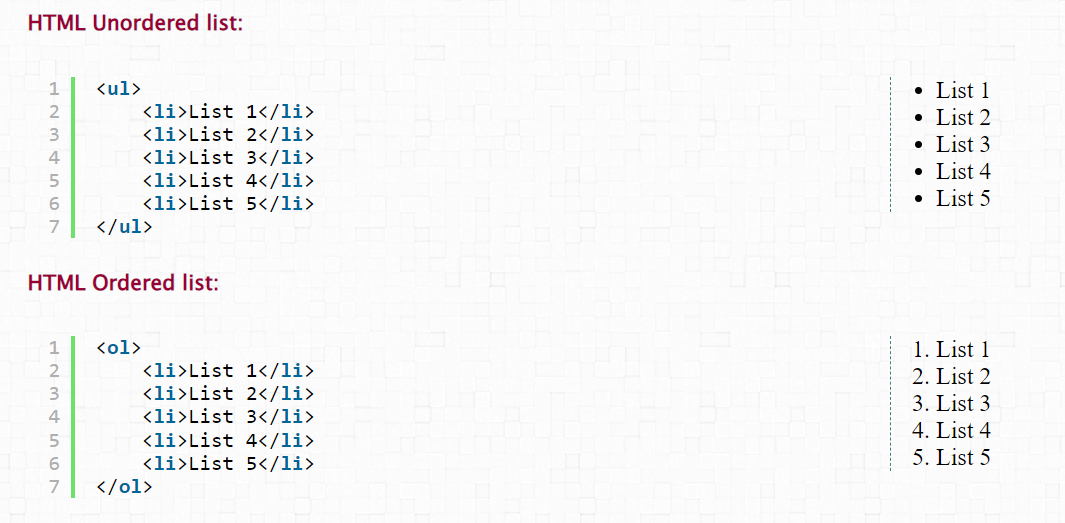 HTML Unordered list:
1 <ul>
2 <li>List 1</li>
3 <li>List 2</li>
4 <li>List 3</li>
5 <li>List 4</li>
6 <li>List 5</li>
7 </ul>
• List 1
• List 2
• List 3
• List 4
• List 5
HTML Ordered list:
1 <ol>
2 <li>List 1</li>
3 <li>List 2</li>
4 <li>List 3</li>
5 <li>List 4</li>
6 <li>List 5</li>
7 </ol>
1. List 1
2. List 2
3. List 3
4. List 4
5. List 5